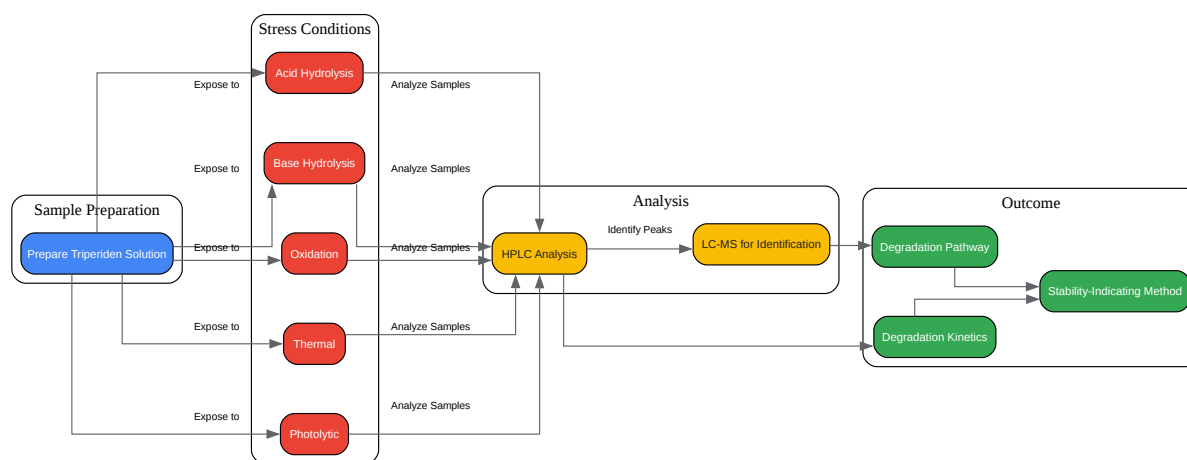 Stress Conditions
Expose to
Acid Hydrolysis
Analyze Samples
Expose to
Base Hydrolysis
Analyze Samples
Sample Preparation
Prepare Triperiden Solution
Expose to
Oxidation
Analyze Samples
Expose to
Thermal
Analyze Samples
Expose to
Photolytic
Analyze Samples
Analysis
HPLC Analysis
Identify Peaks
LC-MS for Identification
Outcome
Degradation Pathway
Stability-Indicating Method
Degradation Kinetics